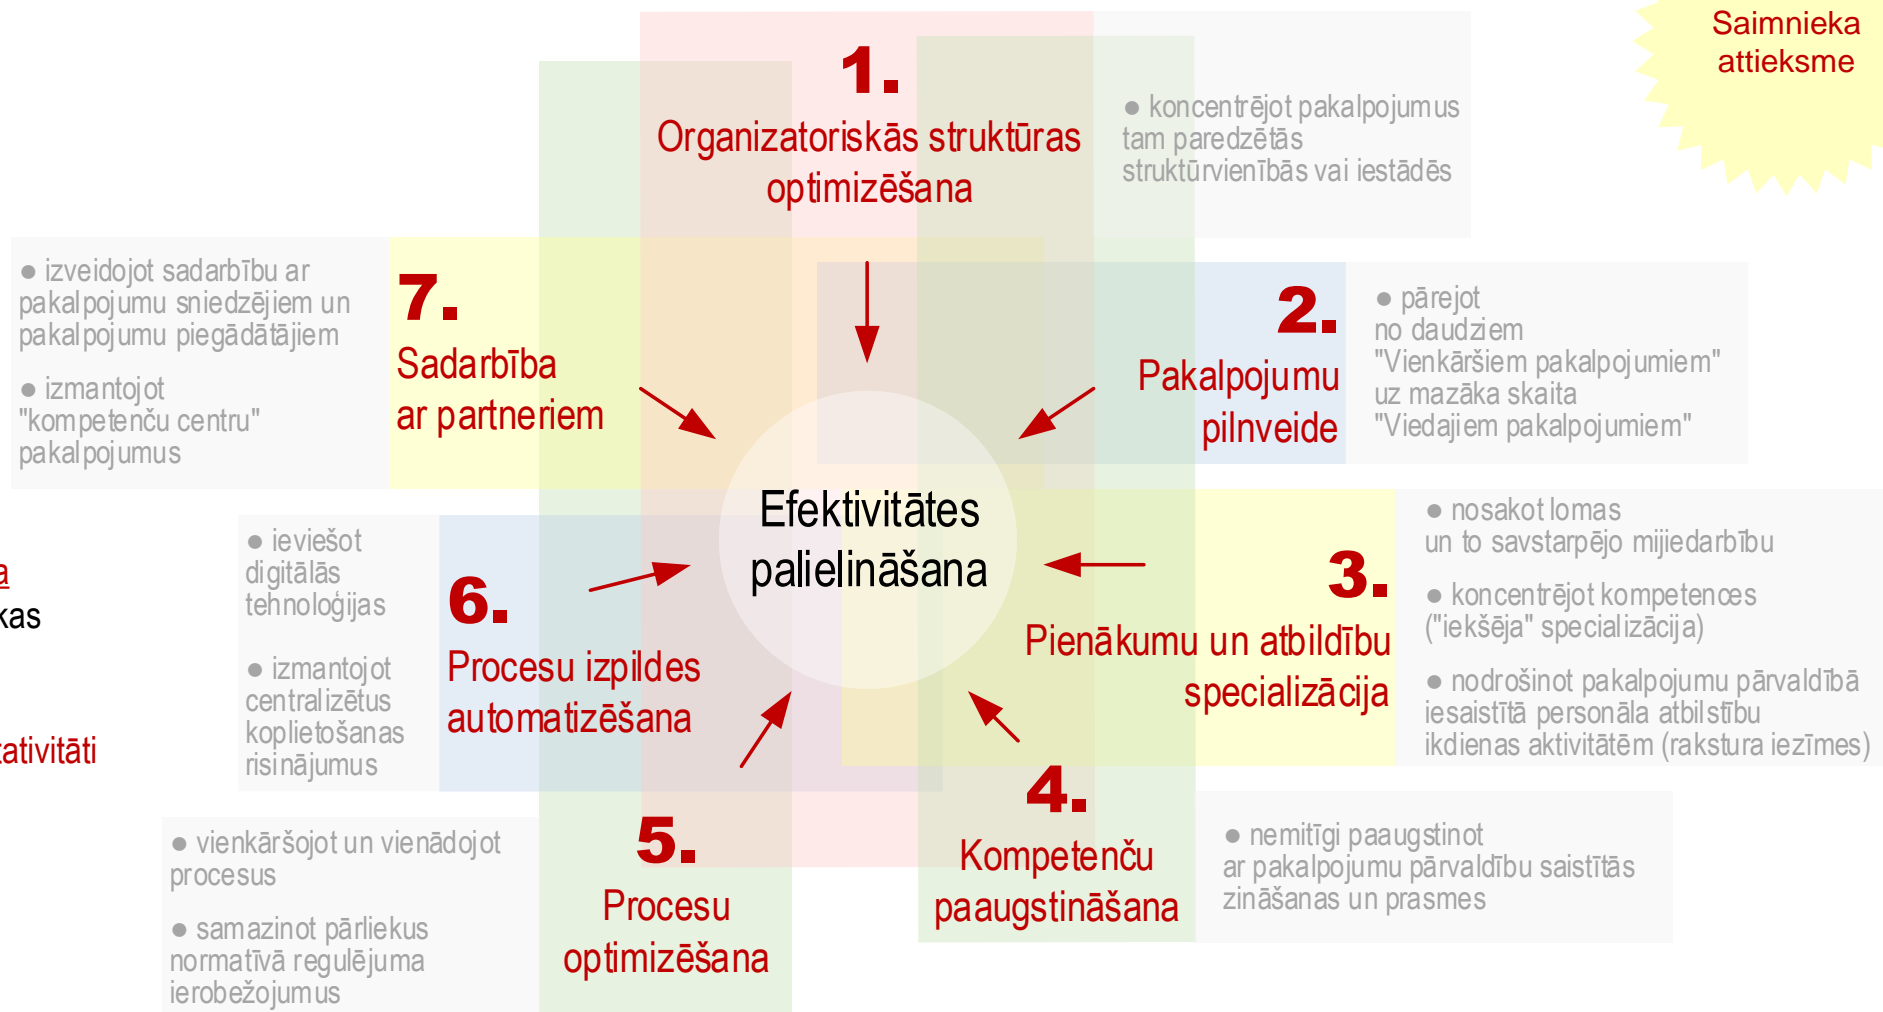 Saimnieka
attieksme
1.
Organizatoriskās struktūras
optimizēšana
● koncentrējot pakalpojumus
tam paredzētās
struktūrvienībās vai iestādēs
2.
Pakalpojumu
pilnveide
● pārejot
no daudziem
"Vienkāršiem pakalpojumiem"
uz mazāka skaita
"Viedajiem pakalpojumiem"
3.
Pienākumu un atbildību
specializācija
● nosakot lomas
un to savstarpējo mijiedarbību
● koncentrējot kompetences
("iekšēja" specializācija)
● nodrošinot pakalpojumu pārvaldībā
iesaistītā personāla atbilstību
ikdienas aktivitātēm (rakstura iezīmes)
4.
Kompetenču
paaugstināšana
● nemitīgi paaugstinot
ar pakalpojumu pārvaldību saistītās
zināšanas un prasmes
5.
Procesu
optimizēšana
● vienkāršojot un vienādojot
procesus
● samazinot pārliekus
normatīvā regulējuma
ierobežojumus
6.
Procesu izpildes
automatizēšana
● ieviešot
digitālās
tehnoloģijas
● izmantojot
centralizētus
koplietošanas
risinājumus
7.
Sadarbība
ar partneriem
● izveidojot sadarbību ar
pakalpojumu sniedzējiem un
pakalpojumu piegādātājiem
● izmantojot
"kompetenču centru"
pakalpojumus
Efektivitātes
palielināšana
a
kas
tativitāti